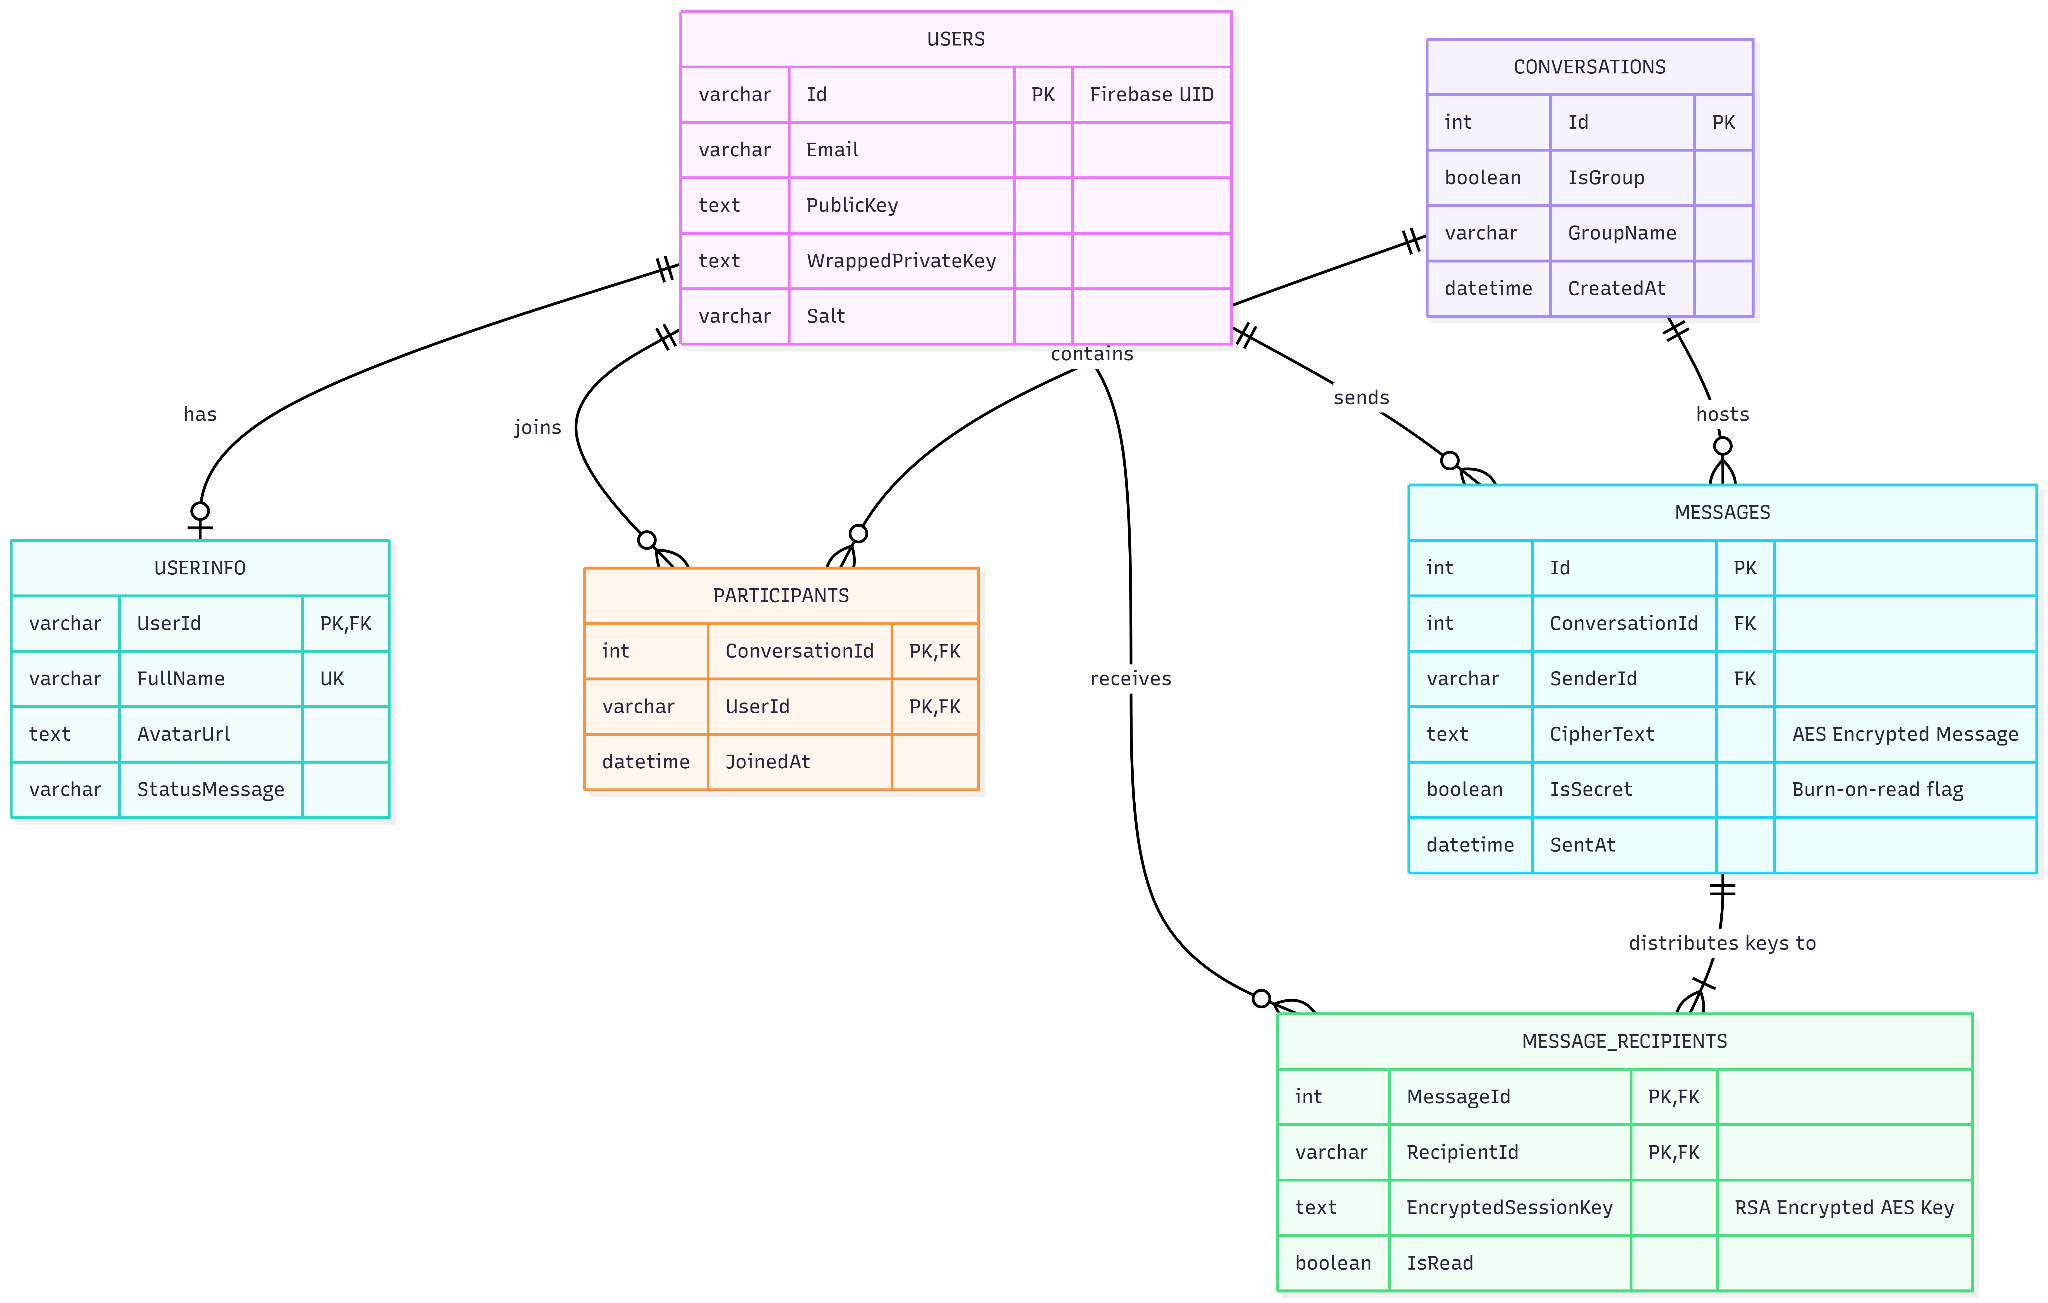 USERS
varchar Id PK Firebase UID
varchar Email
text PublicKey
text WrappedPrivateKey
varchar Salt
CONVERSATIONS
int Id PK
boolean IsGroup
varchar GroupName
datetime CreatedAt
contains
sends
hosts
has
joins
receives
distributes keys to
USERINFO
varchar UserId PK,FK
varchar FullName UK
text AvatarUrl
varchar StatusMessage
PARTICIPANTS
int ConversationId PK,FK
varchar UserId PK,FK
datetime JoinedAt
MESSAGES
int Id PK
int ConversationId FK
varchar SenderId FK
text CipherText AES Encrypted Message
boolean IsSecret Burn-on-read flag
datetime SentAt
MESSAGE_RECIPIENTS
int MessageId PK,FK
varchar RecipientId PK,FK
text EncryptedSessionKey RSA Encrypted AES Key
boolean IsRead